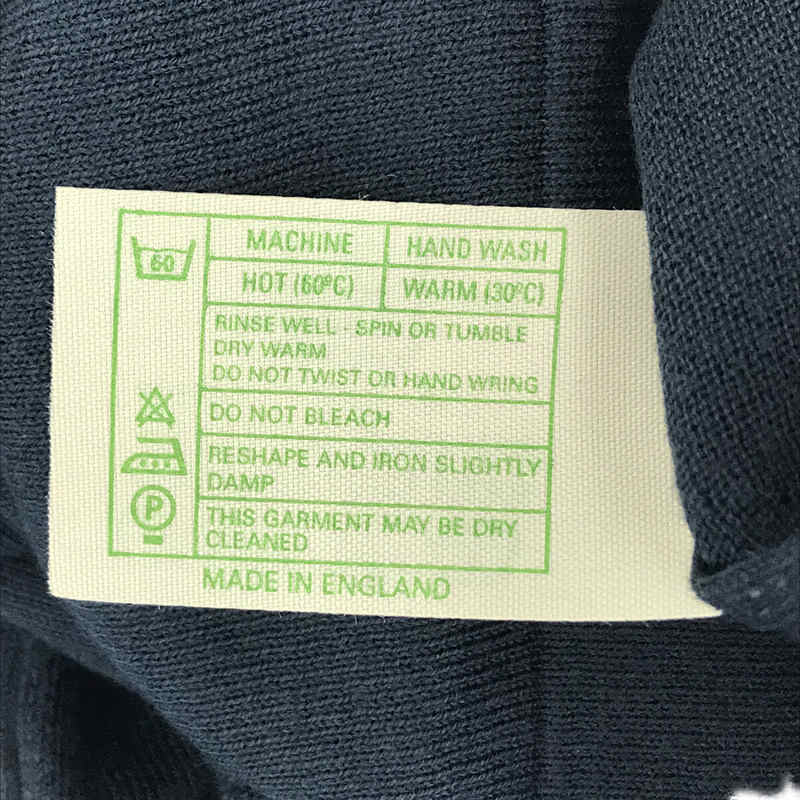 60
MACHINE HAND WASH
HOT (60°C) WARM (30°C)
RINSE WELL - SPIN OR TUMBLE
DRY WARM
DO NOT TWIST OR HAND WRING
DO NOT BLEACH
RESHAPE AND IRON SLIGHTLY
DAMP
P
THIS GARMENT MAY BE DRY
CLEANED
MADE IN ENGLAND